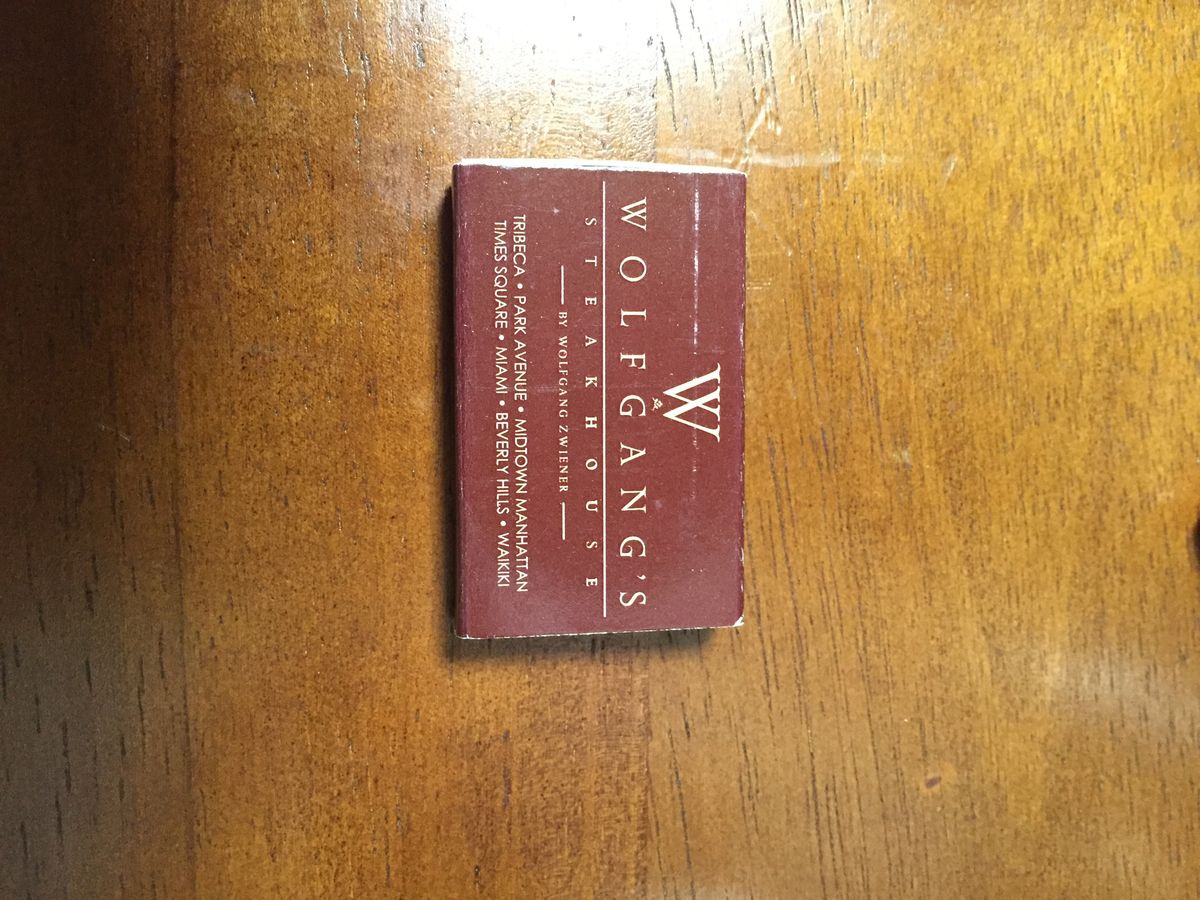 W
WOLFGANG'S
STEAKHOUSE
BY WOLFGANG ZWIENER
TRIBECA • PARK AVENUE • MIDTOWN MANHATTAN
TIMES SQUARE • MIAMI • BEVERLY HILLS • WAIKIKI